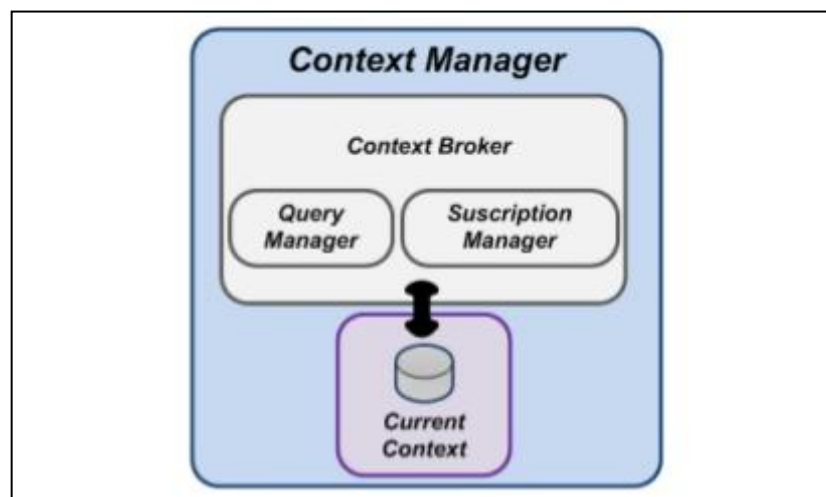 Context Manager
Context Broker
Query
Manager
Suscription
Manager
Current
Context